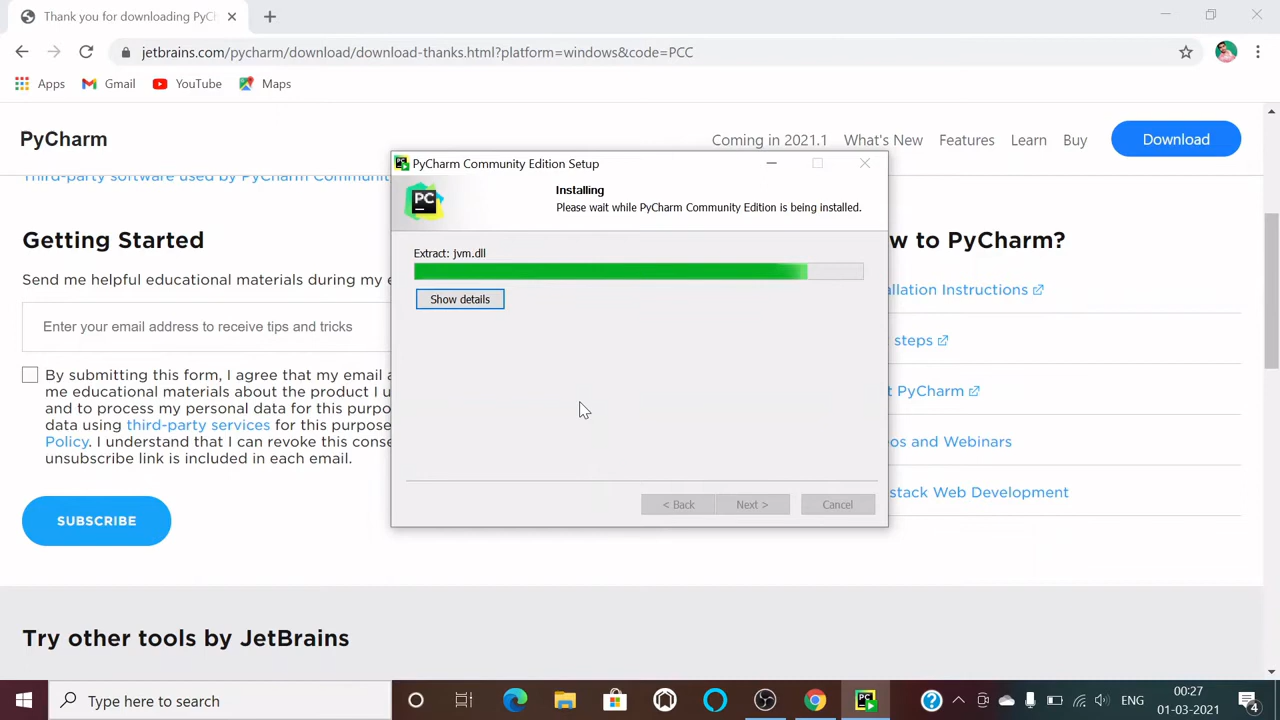 Thank you for downloading PyC
jetbrains.com/pycharm/download/download-thanks.html?platform=windows&code=PCC
Apps
Gmail
YouTube
Maps
PyCharm
Coming in 2021.1
What's New
Features
Learn
Buy
Download
Third-party software used by PyCharm Communit
Getting Started
Send me helpful educational materials during my e
Enter your email address to receive tips and tricks
By submitting this form, I agree that my email a
me educational materials about the product I u
and to process my personal data for this purpo
data using third-party services for this purpose
Policy. I understand that I can revoke this conse
unsubscribe link is included in each email.
SUBSCRIBE
PyCharm Community Edition Setup
PC
Installing
Please wait while PyCharm Community Edition is being installed.
Extract: jvm.dll
Show details
< Back
Next >
Cancel
w to PyCharm?
llation Instructions
steps
t PyCharm
os and Webinars
stack Web Development
Try other tools by JetBrains
Type here to search
PC
ENG
00:27
01-03-2021
4